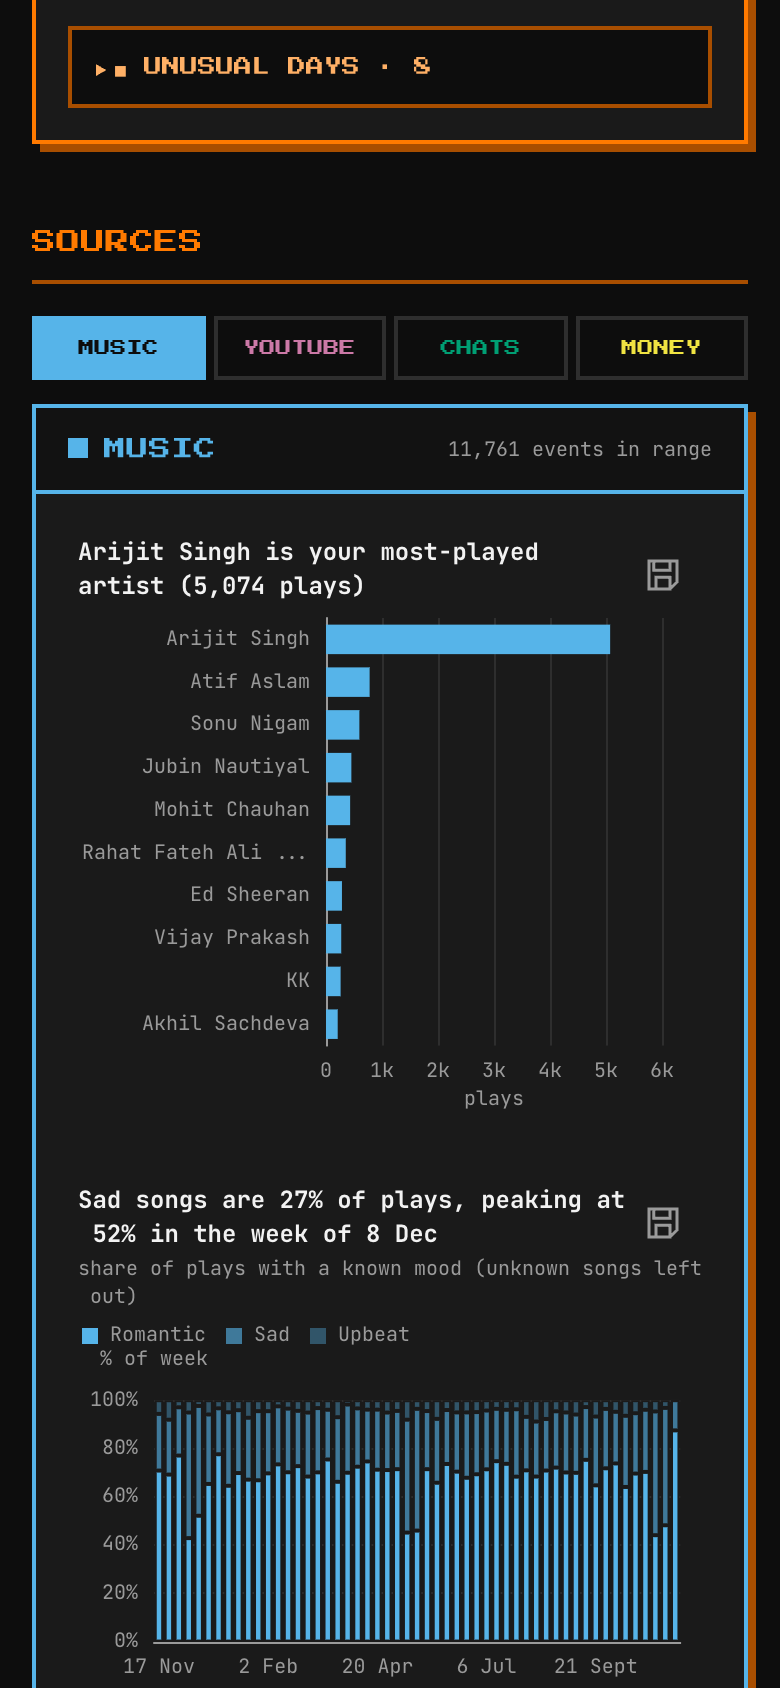 ▶■ UNUSUAL DAYS · 8
SOURCES
MUSIC YOUTUBE CHATS MONEY
MUSIC 11,761 events in range
Arijit Singh is your most-played
artist (5,074 plays)
Arijit Singh
Atif Aslam
Sonu Nigam
Jubin Nautiyal
Mohit Chauhan
Rahat Fateh Ali ...
Ed Sheeran
Vijay Prakash
KK
Akhil Sachdeva
0 1k 2k 3k 4k 5k 6k
plays
Sad songs are 27% of plays, peaking at
52% in the week of 8 Dec
share of plays with a known mood (unknown songs left
out)
Romantic Sad Upbeat
% of week
100%
80%
60%
40%
20%
0%
17 Nov 2 Feb 20 Apr 6 Jul 21 Sept